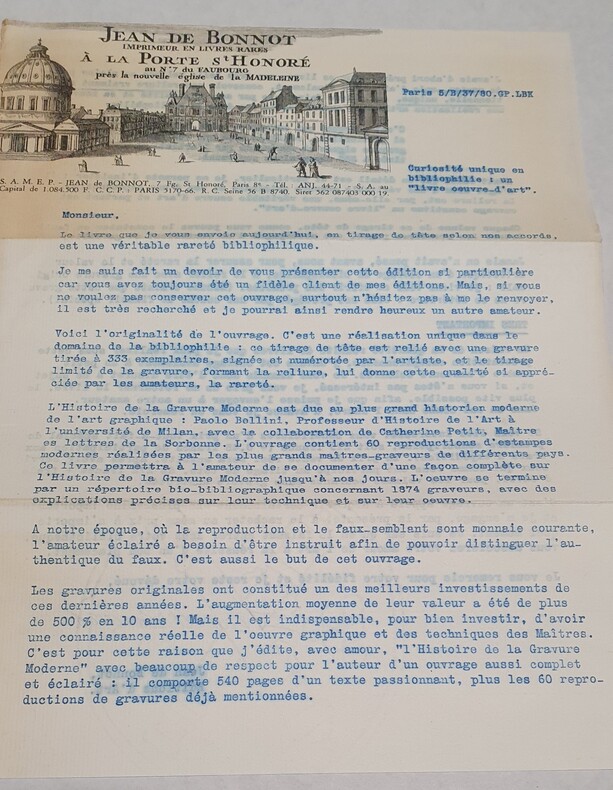 JEAN DE BONNOT
IMPRIMEUR EN LIVRES RARES
À LA PORTE St HONORÉ
au No 7 du FAUBOURG
près la nouvelle église de la MADELEINE
Paris 5/3/37/80.GP.LBX
S. A. M. E. P. - JEAN de BONNOT, 7 Fg. St Honoré, Paris 8e - Tél. : ANJ. 44-71 - S. A. au
Capital de 1.084.500 F. C. C. P. : PARIS 5170-66. R. C. Seine 56 B 8740. Siret 562 087403 000 19.
Curiosité unique en
bibliophilie : un
"livre oeuvre-d'art".
Monsieur.
Le livre que je vous envoie aujourd'hui, en tirage de tête selon nos accords,
est une véritable rareté bibliophilique.
Je me suis fait un devoir de vous présenter cette édition si particulière
car vous avez toujours été un fidèle client de mes éditions. Mais, si vous
ne voulez pas conserver cet ouvrage, surtout n'hésitez pas à me le renvoyer,
il est très recherché et je pourrai ainsi rendre heureux un autre amateur.
Voici l'originalité de l'ouvrage. C'est une réalisation unique dans le
domaine de la bibliophilie : ce tirage de tête est relié avec une gravure
tirée à 333 exemplaires, signée et numérotée par l'artiste, et le tirage
limité de la gravure, formant la reliure, lui donne cette qualité si appré-
ciée par les amateurs, la rareté.
L'Histoire de la Gravure Moderne est due au plus grand historien moderne
de l'art graphique : Paolo Bellini, Professeur d'Histoire de l'Art à
l'université de Milan, avec la collaboration de Catherine Petit, Maître
es lettres de la Sorbonne. L'ouvrage contient 60 reproductions d'estampes
modernes réalisées par les plus grands maîtres-graveurs de différents pays.
Ce livre permettra à l'amateur de se documenter d'une façon complète sur
l'Histoire de la Gravure Moderne jusqu'à nos jours. L'oeuvre se termine
par un répertoire bio-bibliographique concernant 1874 graveurs, avec des
explications précises sur leur technique et sur leur oeuvre.
A notre époque, où la reproduction et le faux-semblant sont monnaie courante,
l'amateur éclairé a besoin d'être instruit afin de pouvoir distinguer l'au-
thentique du faux. C'est aussi le but de cet ouvrage.
Les gravures originales ont constitué un des meilleurs investissements de
ces dernières années. L'augmentation moyenne de leur valeur a été de plus
de 500 % en 10 ans ! Mais il est indispensable, pour bien investir, d'avoir
une connaissance réelle de l'oeuvre graphique et des techniques des Maîtres.
C'est pour cette raison que j'édite, avec amour, "l'Histoire de la Gravure
Moderne" avec beaucoup de respect pour l'auteur d'un ouvrage aussi complet
et éclairé : il comporte 540 pages d'un texte passionnant, plus les 60 repro-
ductions de gravures déjà mentionnées.